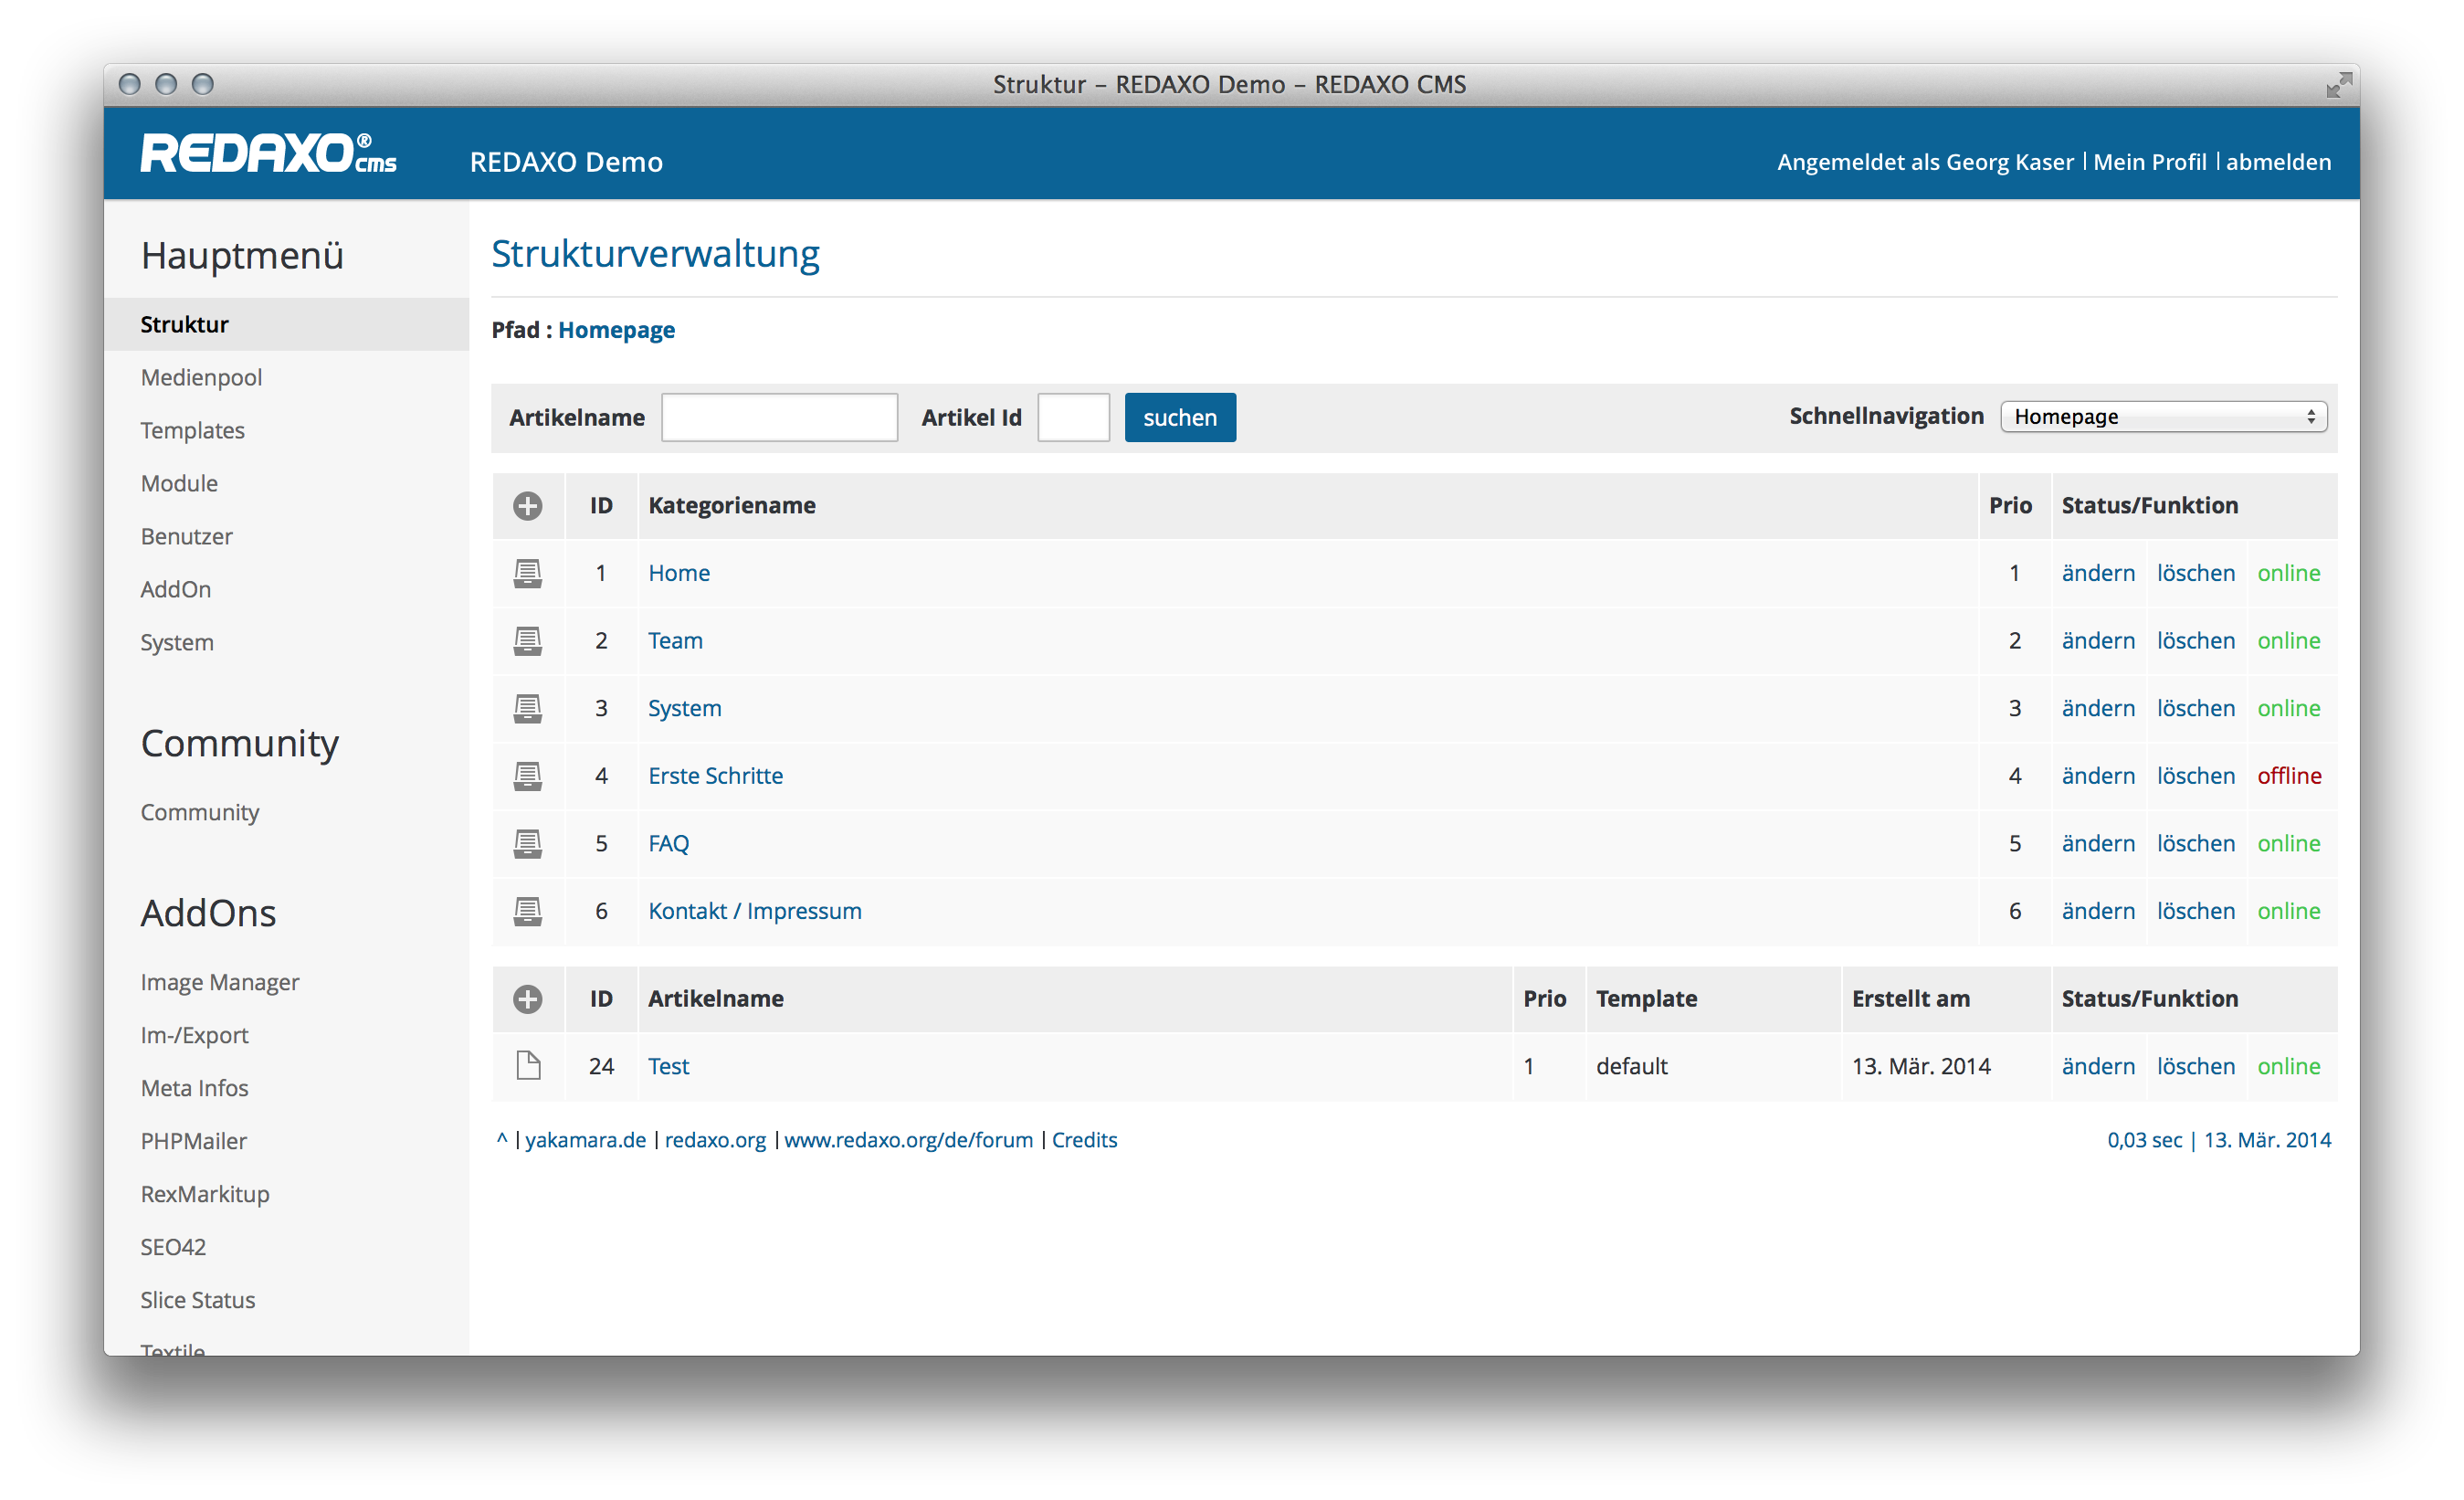 Struktur – REDAXO Demo – REDAXO CMS
REDAXO® cms
REDAXO Demo
Angemeldet als Georg Kaser | Mein Profil | abmelden
Hauptmenü
Struktur
Medienpool
Templates
Module
Benutzer
AddOn
System
Community
Community
AddOns
Image Manager
Im-/Export
Meta Infos
PHPMailer
RexMarkitup
SEO42
Slice Status
Textile
Strukturverwaltung
Pfad : Homepage
Artikelname Artikel Id suchen Schnellnavigation Homepage
ID Kategoriename Prio Status/Funktion
1 Home 1 ändern löschen online
2 Team 2 ändern löschen online
3 System 3 ändern löschen online
4 Erste Schritte 4 ändern löschen offline
5 FAQ 5 ändern löschen online
6 Kontakt / Impressum 6 ändern löschen online
ID Artikelname Prio Template Erstellt am Status/Funktion
24 Test 1 default 13. Mär. 2014 ändern löschen online
^ | yakamara.de | redaxo.org | www.redaxo.org/de/forum | Credits
0,03 sec | 13. Mär. 2014